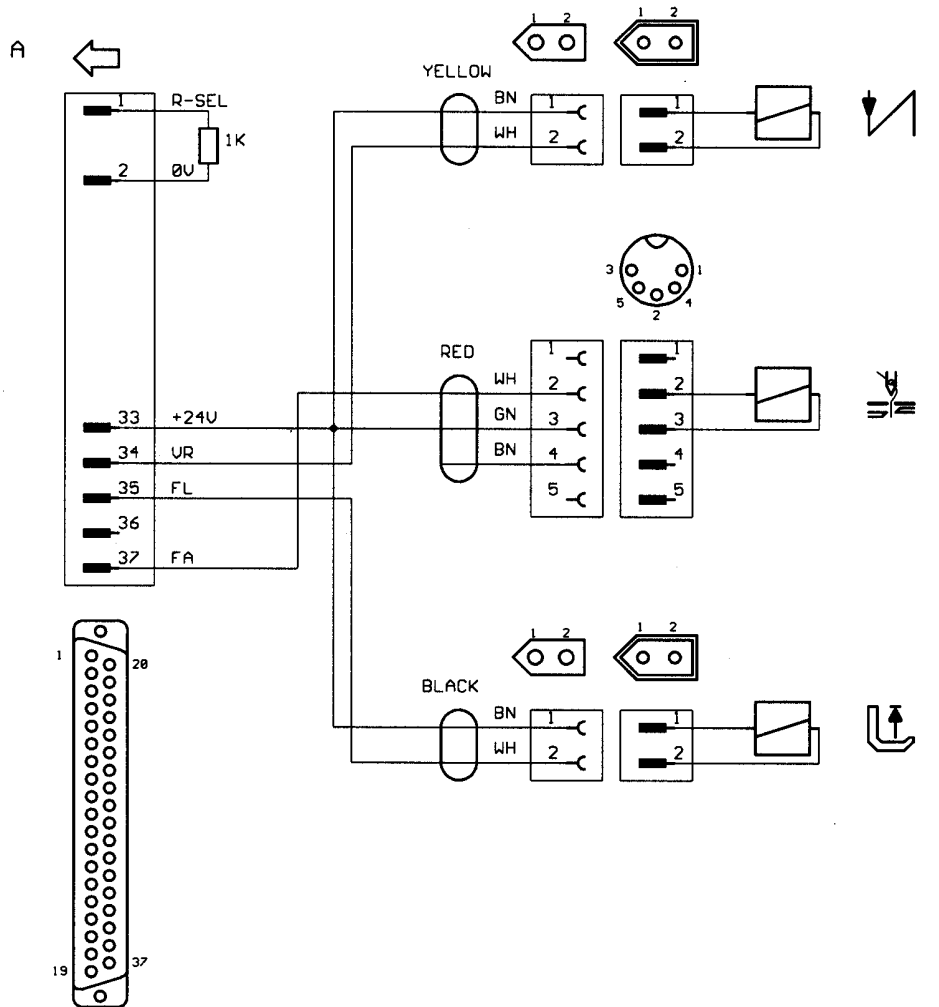 1 2 1 2
A
YELLOW
1 R-SEL BN 1 1
1K WH 2 2
2 0V
3 1
5 4
2
RED
1 1
WH 2 2
33 +24V GN 3 3
34 VR BN 4 4
35 FL 5 5
36
37 FA
1 2 1 2
1 20
BLACK
BN 1 1
WH 2 2
19 37